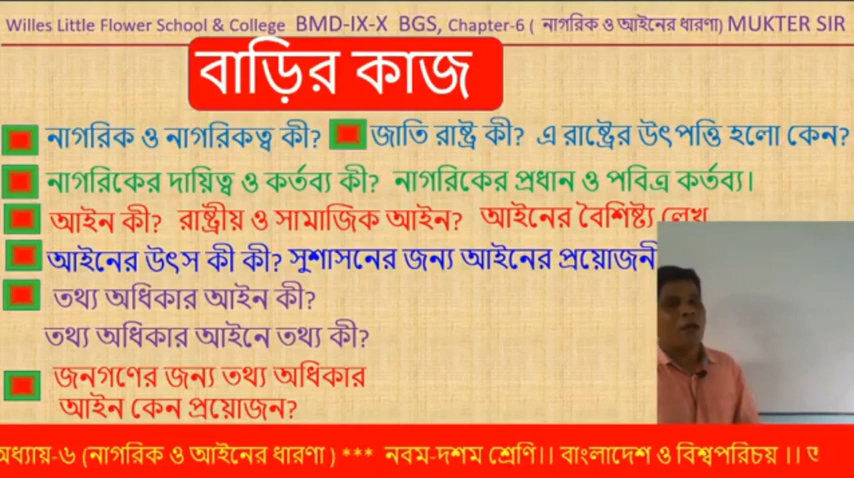 Willes Little Flower School & College BMD-IX-X BGS, Chapter-6 ( নাগরিক ও আইনের ধারণা) MUKTER SIR
বাড়ির কাজ
নাগরিক ও নাগরিকত্ব কী? জাতি রাষ্ট্র কী? এ রাষ্ট্রের উৎপত্তি হলো কেন?
নাগরিকের দায়িত্ব ও কর্তব্য কী? নাগরিকের প্রধান ও পবিত্র কর্তব্য।
আইন কী? রাষ্ট্রীয় ও সামাজিক আইন? আইনের বৈশিষ্ট্য লেখ
আইনের উৎস কী কী? সুশাসনের জন্য আইনের প্রয়োজনী
তথ্য অধিকার আইন কী?
তথ্য অধিকার আইনে তথ্য কী?
জনগণের জন্য তথ্য অধিকার
আইন কেন প্রয়োজন?
অধ্যায়-৬ (নাগরিক ও আইনের ধারণা ) *** নবম-দশম শ্রেণি।। বাংলাদেশ ও বিশ্বপরিচয় ।।